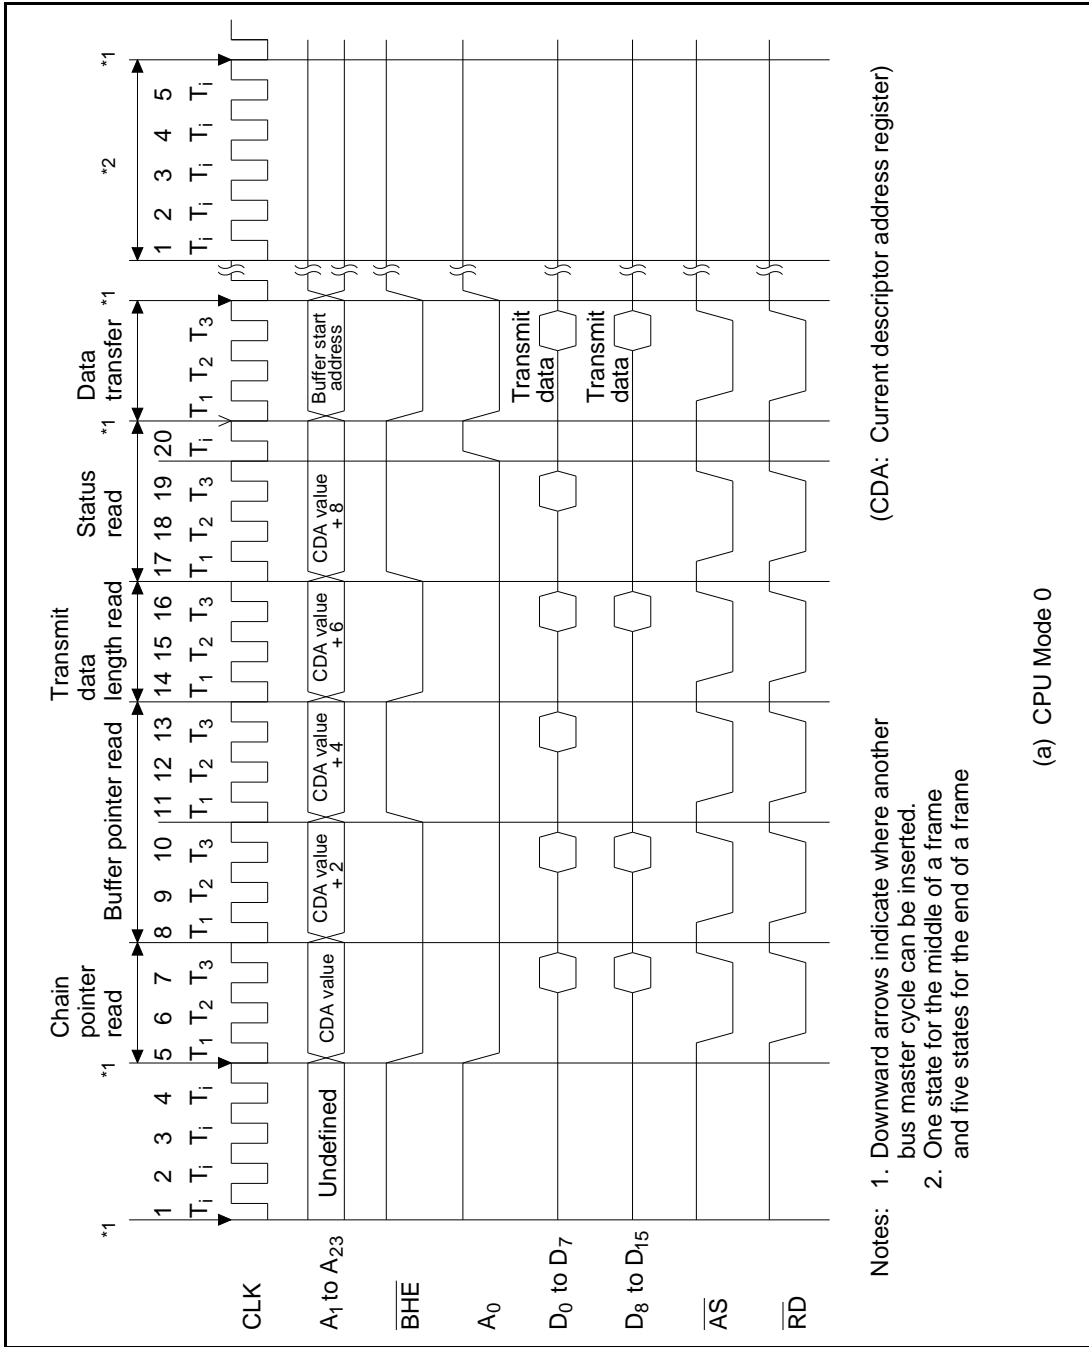 *1 *1 *1 *1 *2 *1
Chain
pointer
read
Buffer pointer read
Transmit
data
length read
Status
read
Data
transfer
1 2 3 4 5 6 7 8 9 10 11 12 13 14 15 16 17 18 19 20 1 2 3 4 5
Ti Ti Ti Ti T1 T2 T3 T1 T2 T3 T1 T2 T3 T1 T2 T3 T1 T2 T3 Ti T1 T2 T3 Ti Ti Ti Ti Ti
CLK
A1 to A23
Undefined
CDA value
CDA value
+ 2
CDA value
+ 4
CDA value
+ 6
CDA value
+ 8
Buffer start
address
BHE
A0
D0 to D7
Transmit
data
D8 to D15
Transmit
data
AS
RD
(CDA: Current descriptor address register)
Notes: 1. Downward arrows indicate where another
bus master cycle can be inserted.
2. One state for the middle of a frame
and five states for the end of a frame
(a) CPU Mode 0